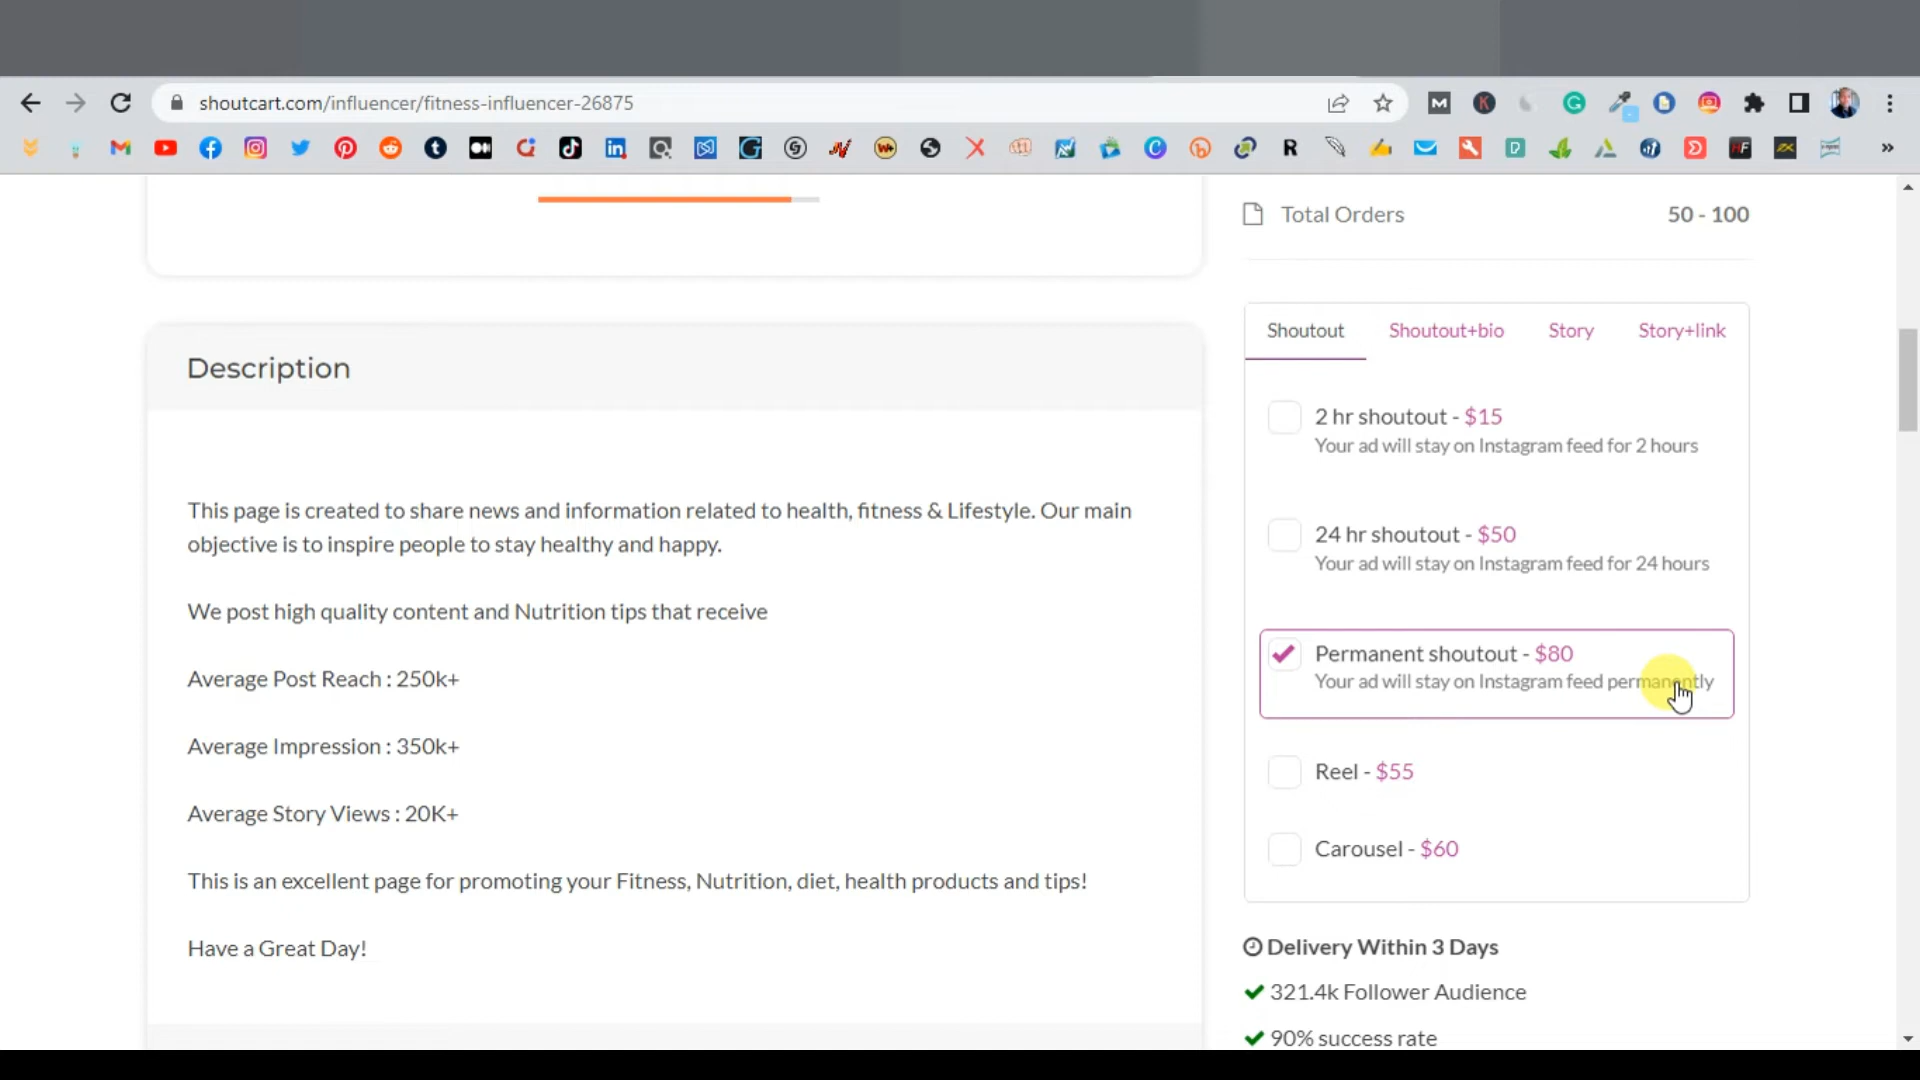 shoutcart.com/influencer/fitness-influencer-26875
Total Orders 50 - 100
Description
This page is created to share news and information related to health, fitness & Lifestyle. Our main
objective is to inspire people to stay healthy and happy.
We post high quality content and Nutrition tips that receive
Average Post Reach : 250k+
Average Impression : 350k+
Average Story Views : 20K+
This is an excellent page for promoting your Fitness, Nutrition, diet, health products and tips!
Have a Great Day!
Shoutout Shoutout+bio Story Story+link
2 hr shoutout - $15
Your ad will stay on Instagram feed for 2 hours
24 hr shoutout - $50
Your ad will stay on Instagram feed for 24 hours
Permanent shoutout - $80
Your ad will stay on Instagram feed permanently
Reel - $55
Carousel - $60
Delivery Within 3 Days
321.4k Follower Audience
90% success rate